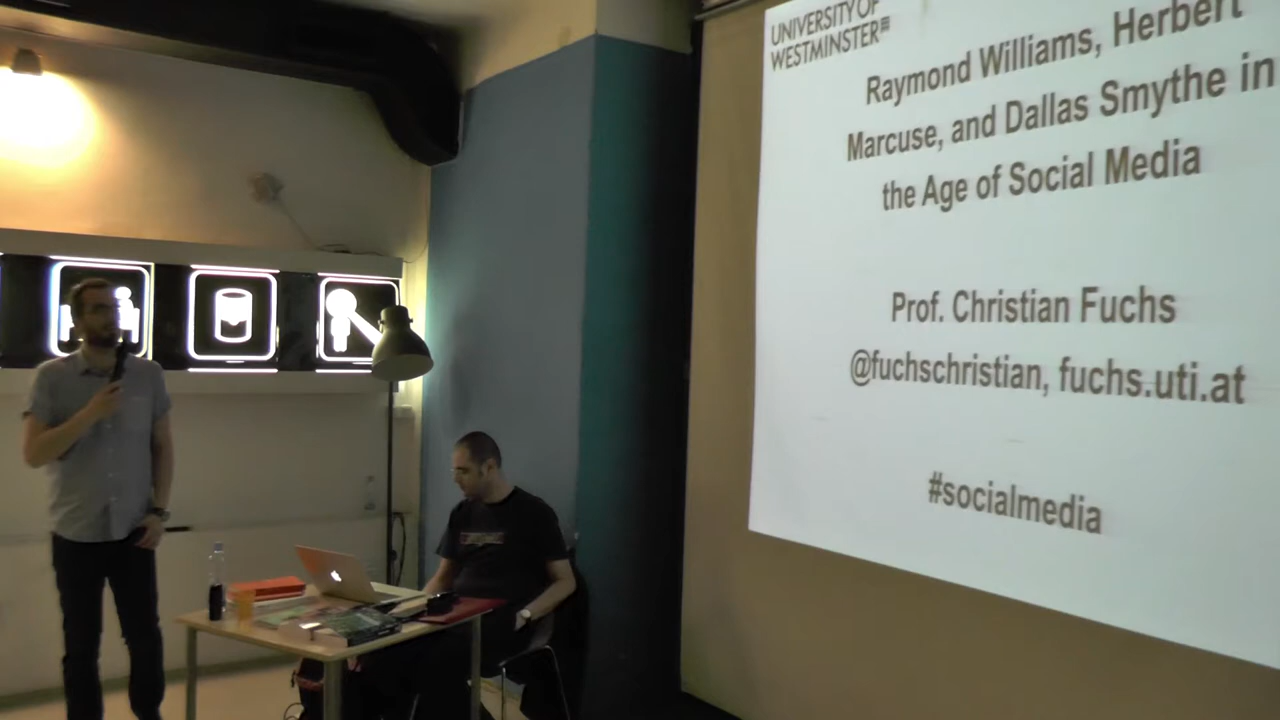 UNIVERSITY OF
WESTMINSTER
Raymond Williams, Herbert
Marcuse, and Dallas Smythe in
the Age of Social Media
Prof. Christian Fuchs
@fuchschristian, fuchs.uti.at
#socialmedia